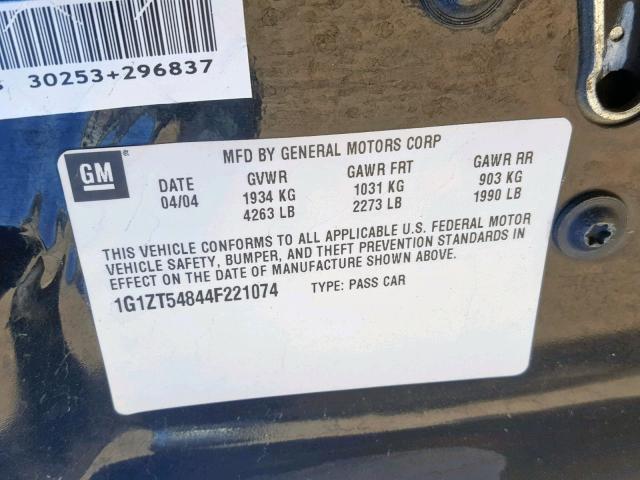 30253+296837
GM
MFD BY GENERAL MOTORS CORP
DATE GVWR GAWR FRT GAWR RR
04/04 1934 KG 1031 KG 903 KG
4263 LB 2273 LB 1990 LB
THIS VEHICLE CONFORMS TO ALL APPLICABLE U.S. FEDERAL MOTOR
VEHICLE SAFETY, BUMPER, AND THEFT PREVENTION STANDARDS IN
EFFECT ON THE DATE OF MANUFACTURE SHOWN ABOVE.
1G1ZT54844F221074 TYPE: PASS CAR